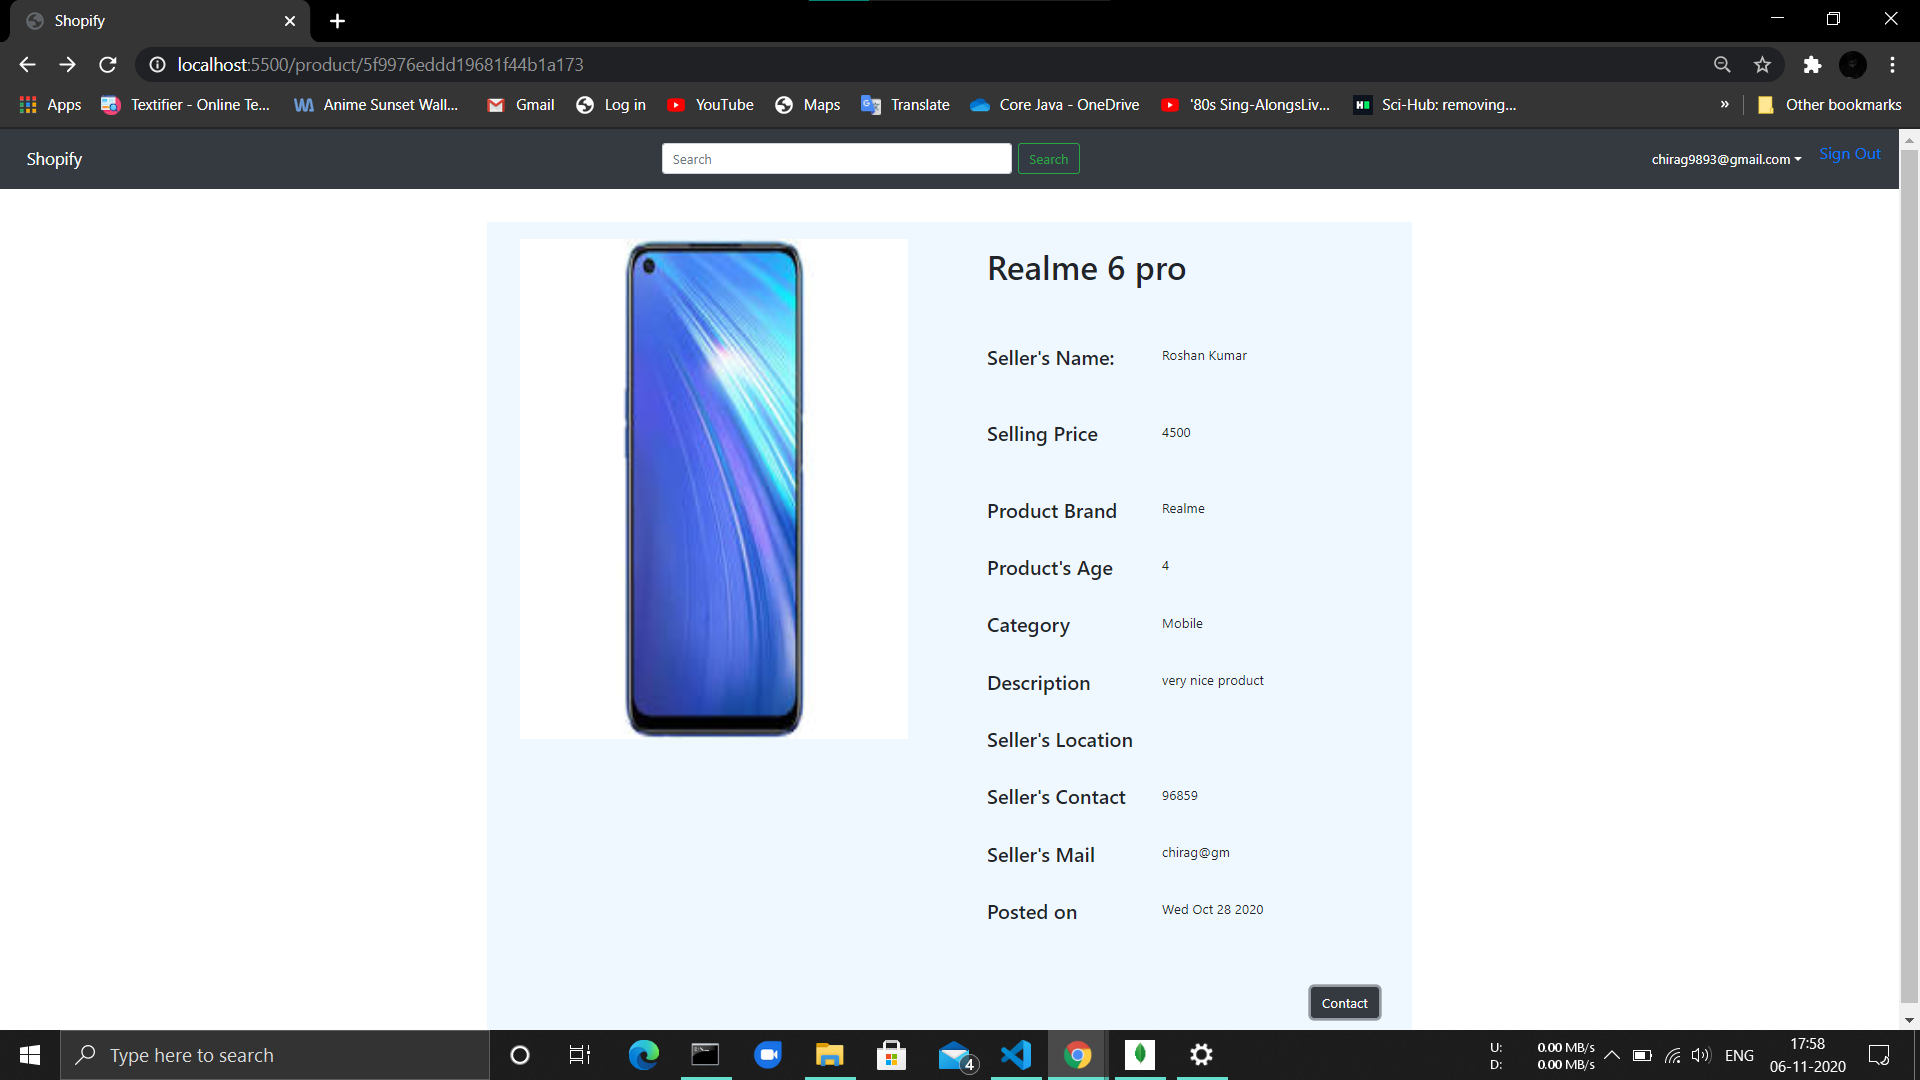 Shopify
localhost:5500/product/5f9976eddd19681f44b1a173
Apps Textifier - Online Te... Anime Sunset Wall... Gmail Log in YouTube Maps Translate Core Java - OneDrive '80s Sing-AlongsLiv... Sci-Hub: removing... » Other bookmarks
Shopify Search Search chirag9893@gmail.com Sign Out
Realme 6 pro
Seller's Name: Roshan Kumar
Selling Price 4500
Product Brand Realme
Product's Age 4
Category Mobile
Description very nice product
Seller's Location
Seller's Contact 96859
Seller's Mail chirag@gm
Posted on Wed Oct 28 2020
Contact
Type here to search
4
U: 0.00 MB/s
D: 0.00 MB/s
ENG
17:58
06-11-2020